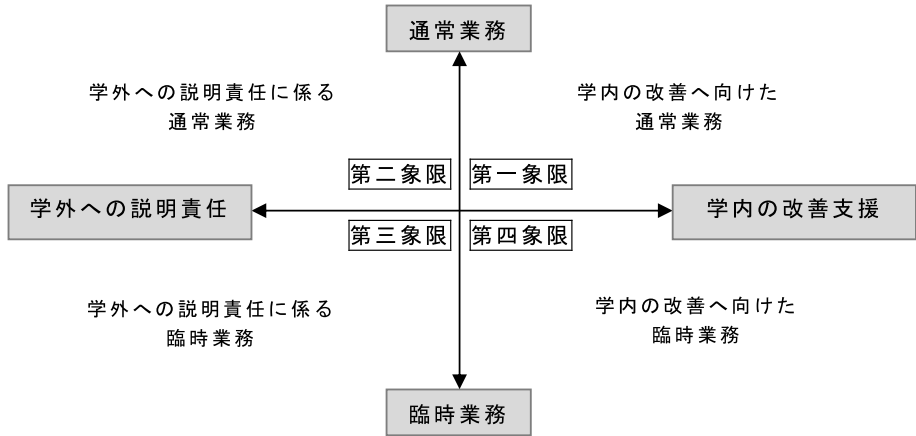 通常業務
学外への説明責任に係る
通常業務
学内の改善へ向けた
通常業務
第二象限
第一象限
学外への説明責任
学内の改善支援
第三象限
第四象限
学外への説明責任に係る
臨時業務
学内の改善へ向けた
臨時業務
臨時業務